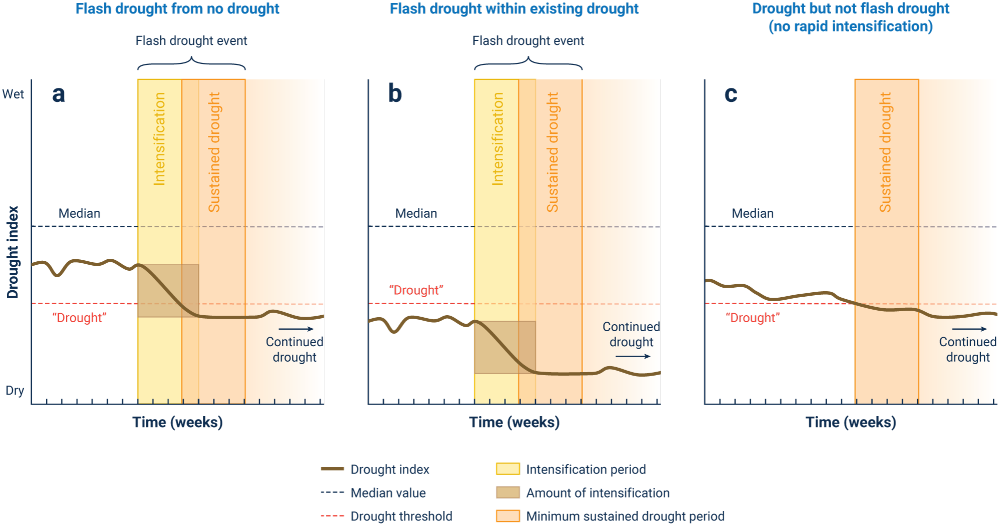 Flash drought from no drought
Flash drought within existing drought
Drought but not flash drought
(no rapid intensification)
Flash drought event
Flash drought event
Wet
a
Intensification
Sustained drought
Median
“Drought”
Continued
drought
Dry
Drought index
Time (weeks)
b
Intensification
Sustained drought
Median
“Drought”
Continued
drought
Time (weeks)
c
Sustained drought
Median
“Drought”
Continued
drought
Time (weeks)
Drought index
Median value
Drought threshold
Intensification period
Amount of intensification
Minimum sustained drought period